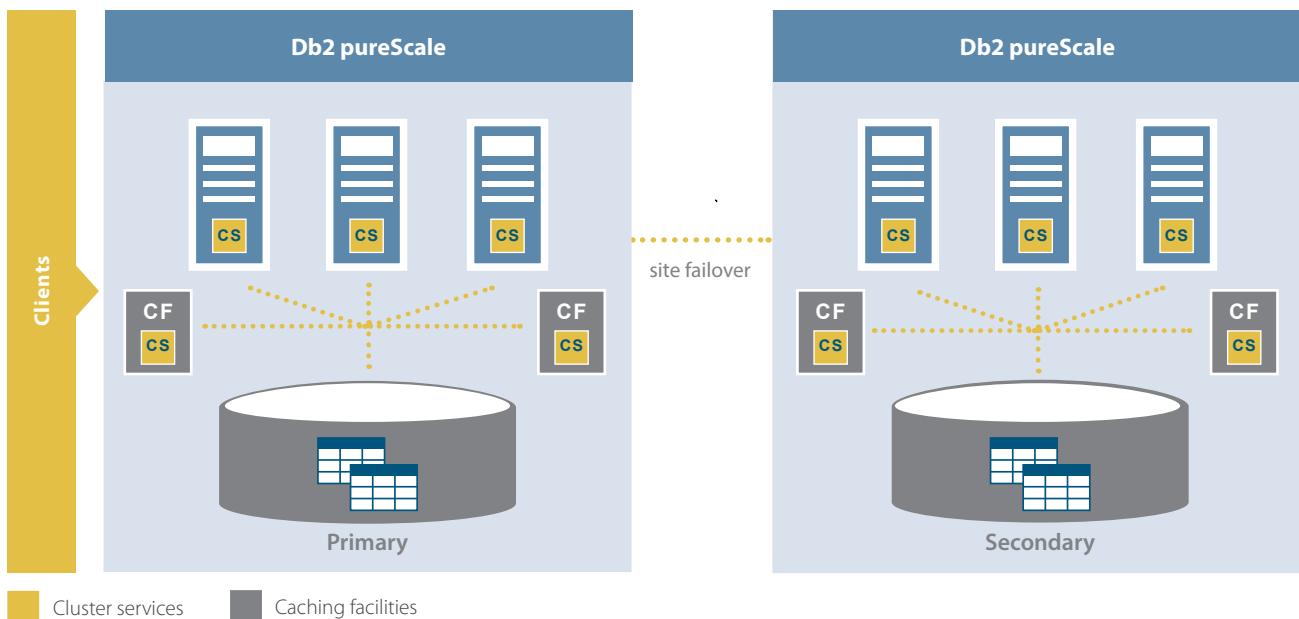 Db2 pureScale
Db2 pureScale
Clients
CS
CS
CS
CS
CS
CS
site failover
CF
CS
CF
CS
CF
CS
CF
CS
Primary
Secondary
Cluster services
Caching facilities